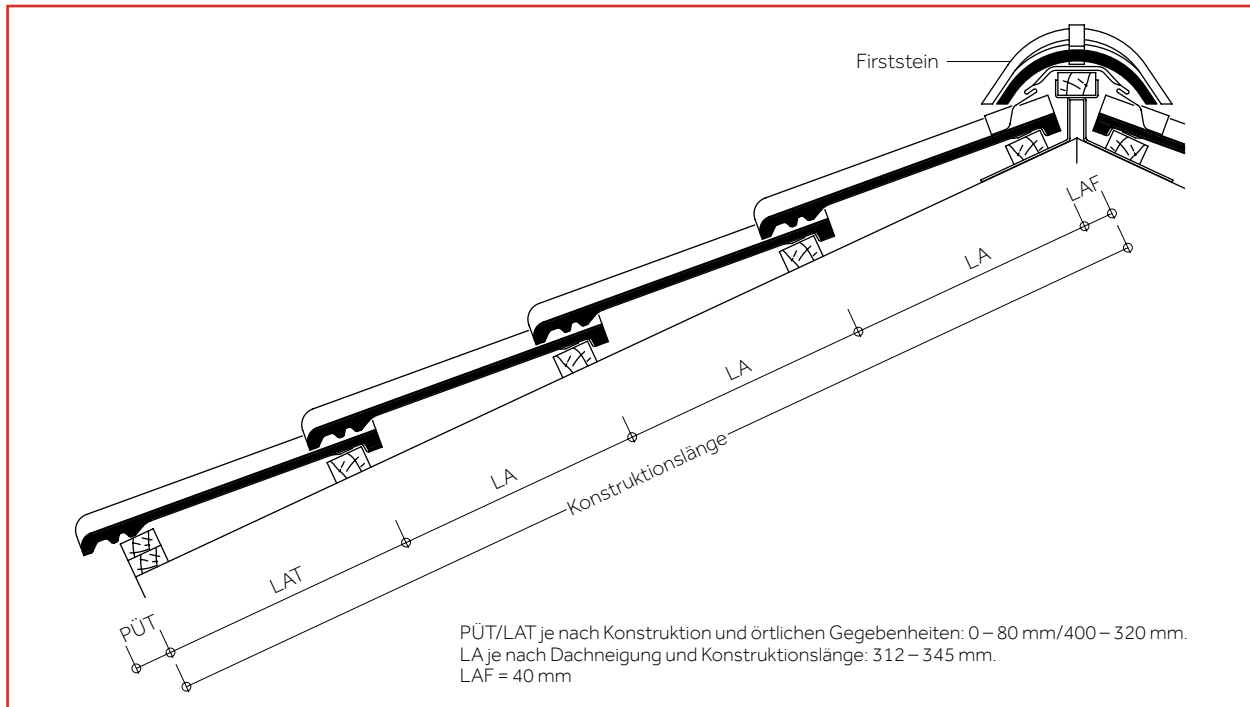 Firststein
LAF
LA
LA
LA
Konstruktionslänge
LAT
PÜT
PÜT/LAT je nach Konstruktion und örtlichen Gegebenheiten: 0 – 80 mm/400 – 320 mm.
LA je nach Dachneigung und Konstruktionslänge: 312 – 345 mm.
LAF = 40 mm